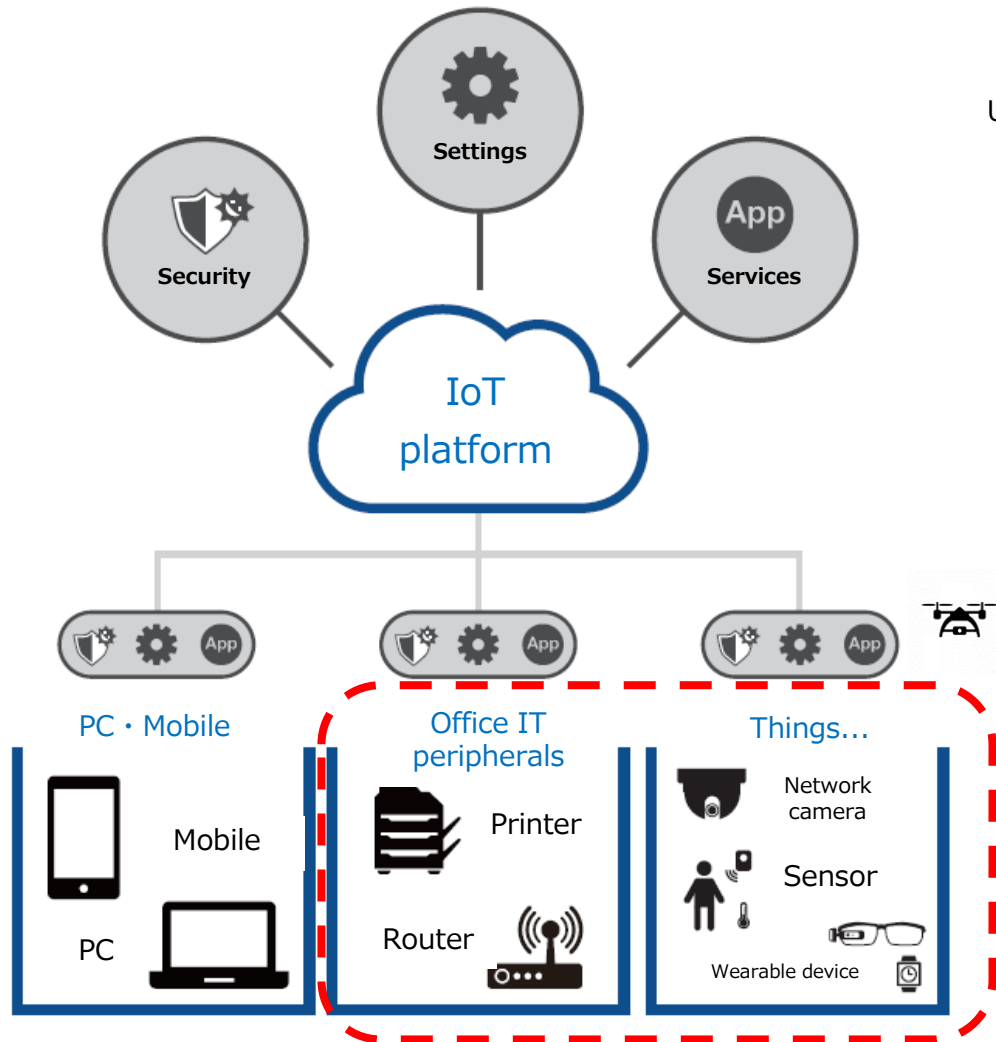 Settings
U
Security
App
Services
IoT
platform
App
App
App
PC・Mobile
Office IT
peripherals
Things...
Mobile
PC
Printer
Router
Network
camera
Sensor
Wearable device